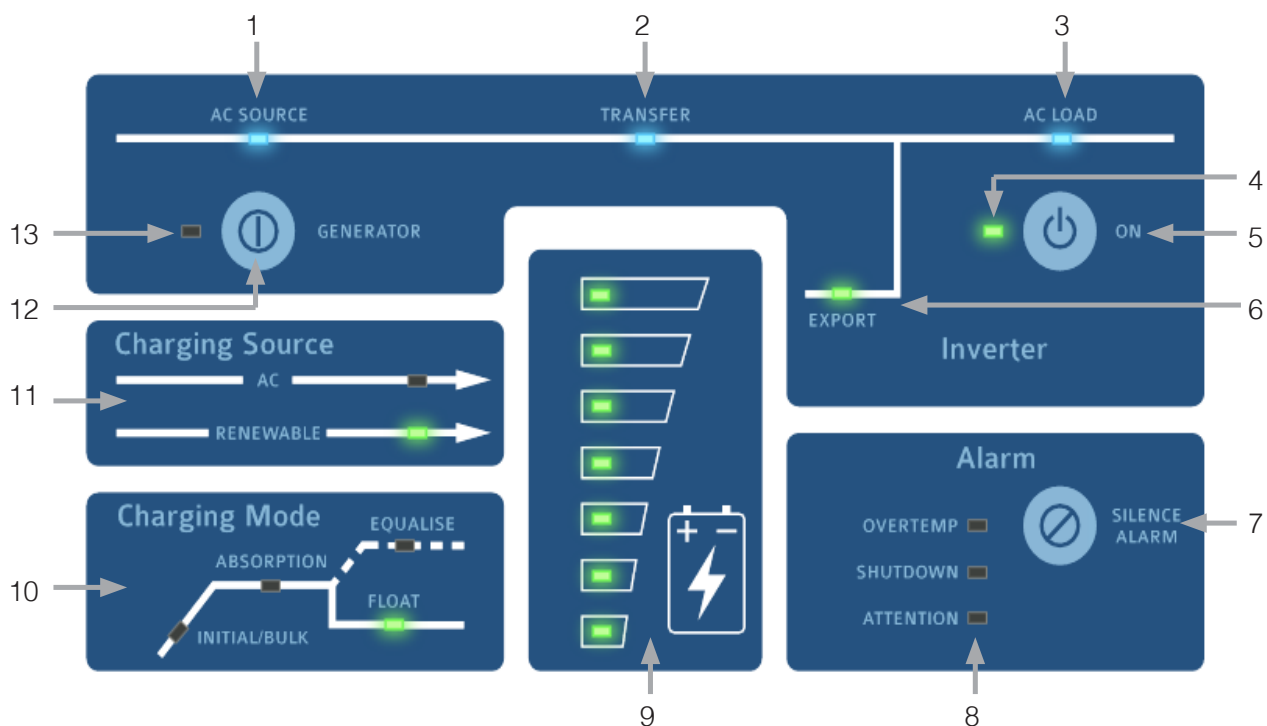 1 2 3
AC SOURCE TRANSFER AC LOAD
4
13 GENERATOR ON 5
12 6
EXPORT
Inverter
Charging Source
AC
11
RENEWABLE
Alarm
Charging Mode
EQUALISE OVERTEMP SILENCE 7
ALARM
ABSORPTION
10 SHUTDOWN
FLOAT
INITIAL/BULK ATTENTION
+ −
9 8